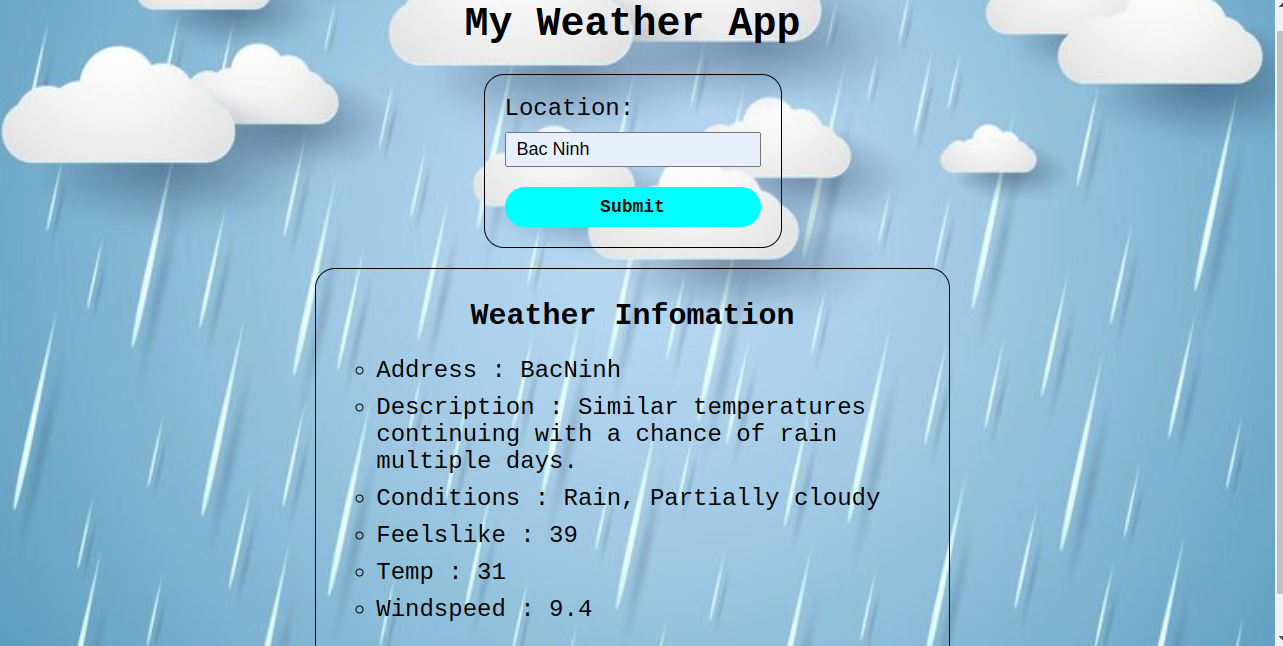 My Weather App
Location:
Bac Ninh
Submit
Weather Infomation
Address : BacNinh
Description : Similar temperatures
continuing with a chance of rain
multiple days.
Conditions : Rain, Partially cloudy
Feelslike : 39
Temp : 31
Windspeed : 9.4